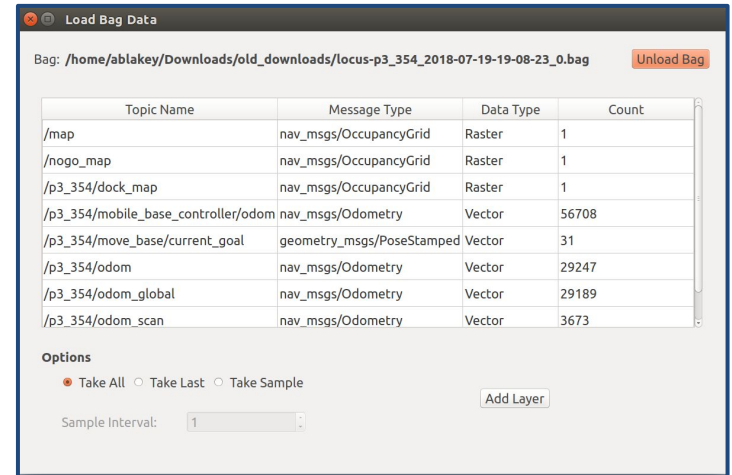 Load Bag Data
Bag: /home/ablakey/Downloads/old_downloads/locus-p3_354_2018-07-19-19-08-23_0.bag Unload Bag
Topic Name Message Type Data Type Count
/map nav_msgs/OccupancyGrid Raster 1
/nogo_map nav_msgs/OccupancyGrid Raster 1
/p3_354/dock_map nav_msgs/OccupancyGrid Raster 1
/p3_354/mobile_base_controller/odom nav_msgs/Odometry Vector 56708
/p3_354/move_base/current_goal geometry_msgs/PoseStamped Vector 31
/p3_354/odom nav_msgs/Odometry Vector 29247
/p3_354/odom_global nav_msgs/Odometry Vector 29189
/p3_354/odom_scan nav_msgs/Odometry Vector 3673
Options
Take All Take Last Take Sample
Add Layer
Sample Interval: 1